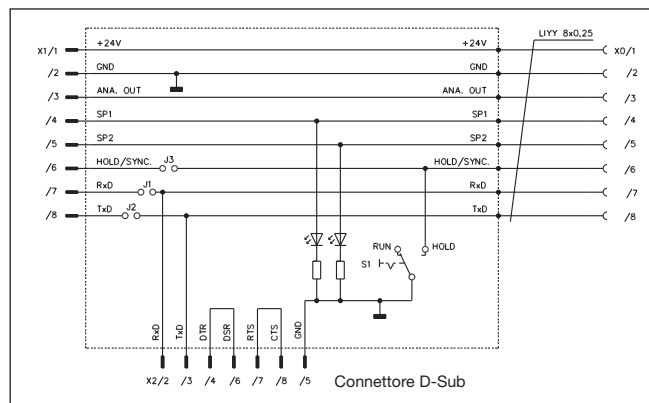 LIYY 8x0,25
X1/1 +24V +24V X0/1
/2 GND GND /2
/3 ANA. OUT ANA. OUT /3
/4 SP1 SP1 /4
/5 SP2 SP2 /5
/6 HOLD/SYNC. J3 /6
/7 RxD J1 RxD /7
/8 TxD J2 TxD /8
RUN HOLD
S1
RxD TxD DTR DSR RTS CTS GND
X2/2 /3 /4 /6 /7 /8 /5 Connettore D-Sub